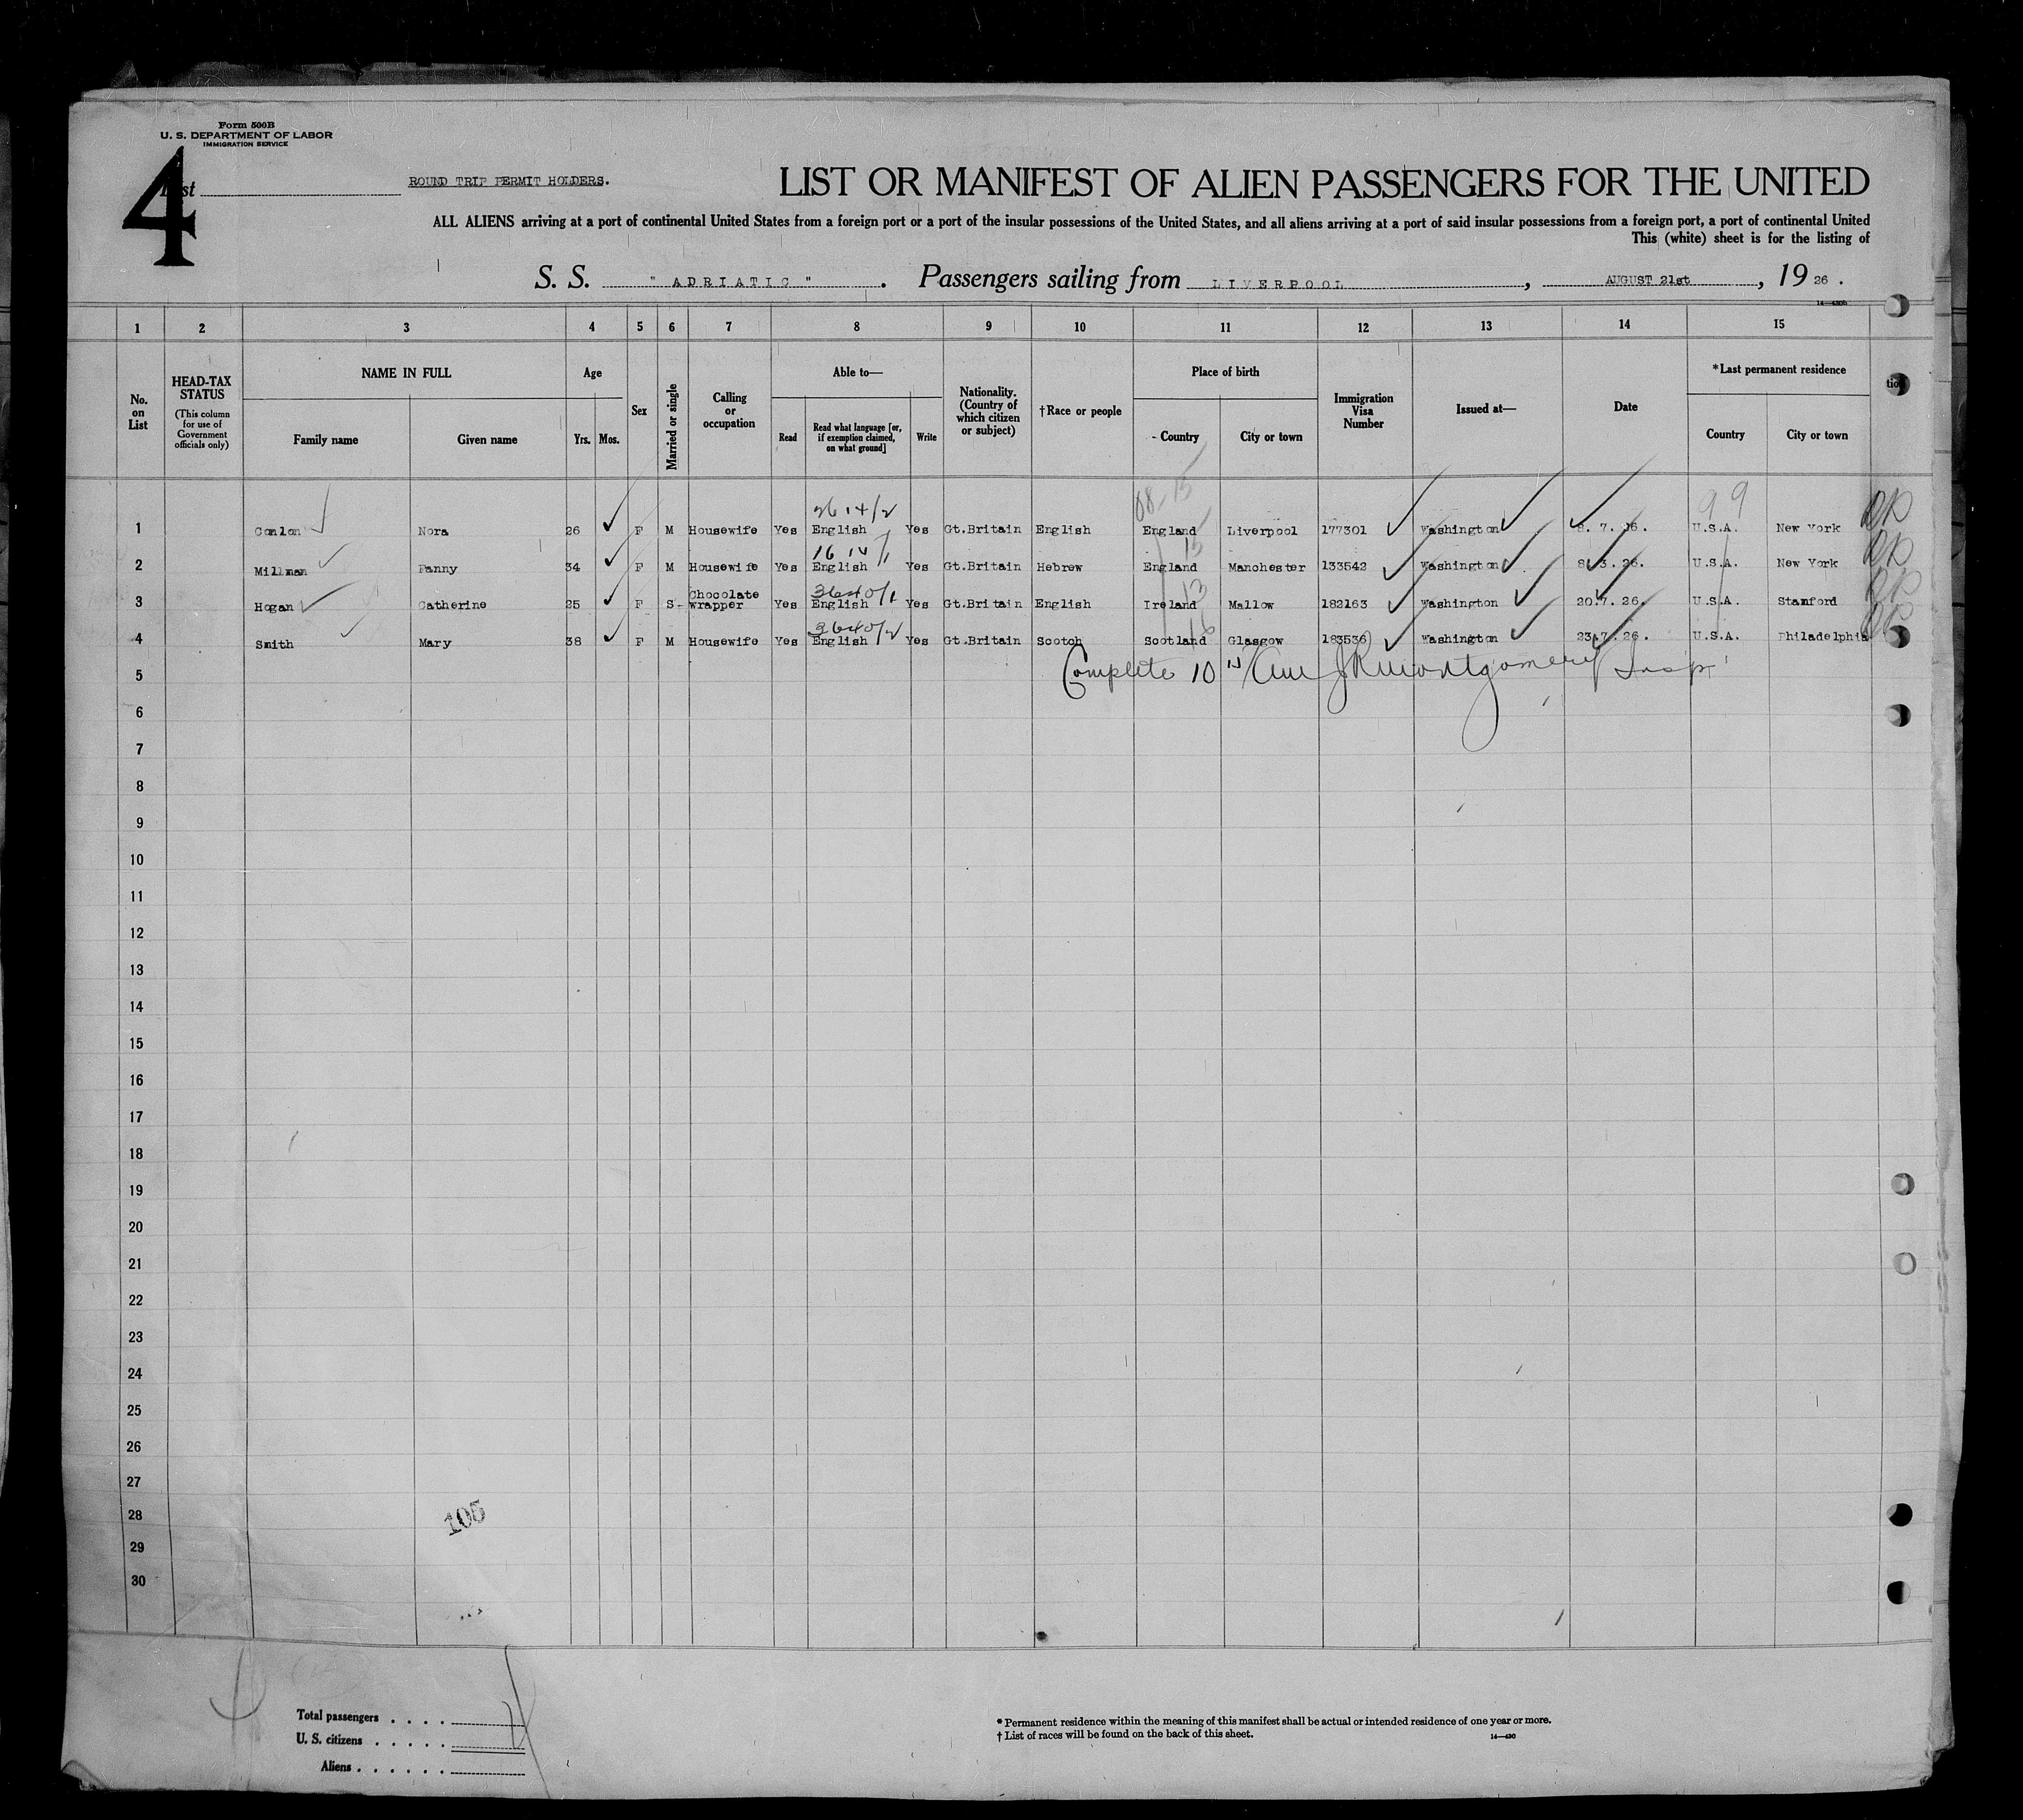 Form 500B
U. S. DEPARTMENT OF LABOR
IMMIGRATION SERVICE
4
List
ROUND TRIP PERMIT HOLDERS.
LIST OR MANIFEST OF ALIEN PASSENGERS FOR THE UNITED
ALL ALIENS arriving at a port of continental United States from a foreign port or a port of the insular possessions of the United States, and all aliens arriving at a port of said insular possessions from a foreign port, a port of continental United
This (white) sheet is for the listing of
S. S. "ADRIATIC". Passengers sailing from LIVERPOOL, AUGUST 21st, 1926.
1 2 3 4 5 6 7 8 9 10 11 12 13 14 15
No. on List
HEAD-TAX STATUS
(This column for use of Government officials only)
NAME IN FULL
Family name
Given name
Age
Yrs. Mos.
Sex
Married or single
Calling or occupation
Able to—
Read
Read what language [or, if exemption claimed, on what ground]
Write
Nationality. (Country of which citizen or subject)
†Race or people
Place of birth
Country
City or town
Immigration Visa Number
Issued at—
Date
*Last permanent residence
Country
City or town
tion
99
1 Conlon Nora 26 F M Housewife Yes English Yes Gt.Britain English England Liverpool 177301 Washington 7. 26. U.S.A. New York
2 Millman Fanny 34 F M Housewife Yes English Yes Gt.Britain Hebrew England Manchester 133542 Washington 26. U.S.A. New York
3 Hogan Catherine 25 F S Chocolate wrapper Yes English Yes Gt.Britain English Ireland Mallow 182163 Washington 20.7.26. U.S.A. Stamford
4 Smith Mary 38 F M Housewife Yes English Yes Gt.Britain Scotch Scotland Glasgow 183536 Washington 23.7.26. U.S.A. Philadelphia
Complete 10 JR Montgomery Insp
5
6
7
8
9
10
11
12
13
14
15
16
17
18
19
20
21
22
23
24
25
26
27
28
29
30
105
Total passengers . . . .
U. S. citizens . . . . .
Aliens . . . . . .
* Permanent residence within the meaning of this manifest shall be actual or intended residence of one year or more.
† List of races will be found on the back of this sheet.